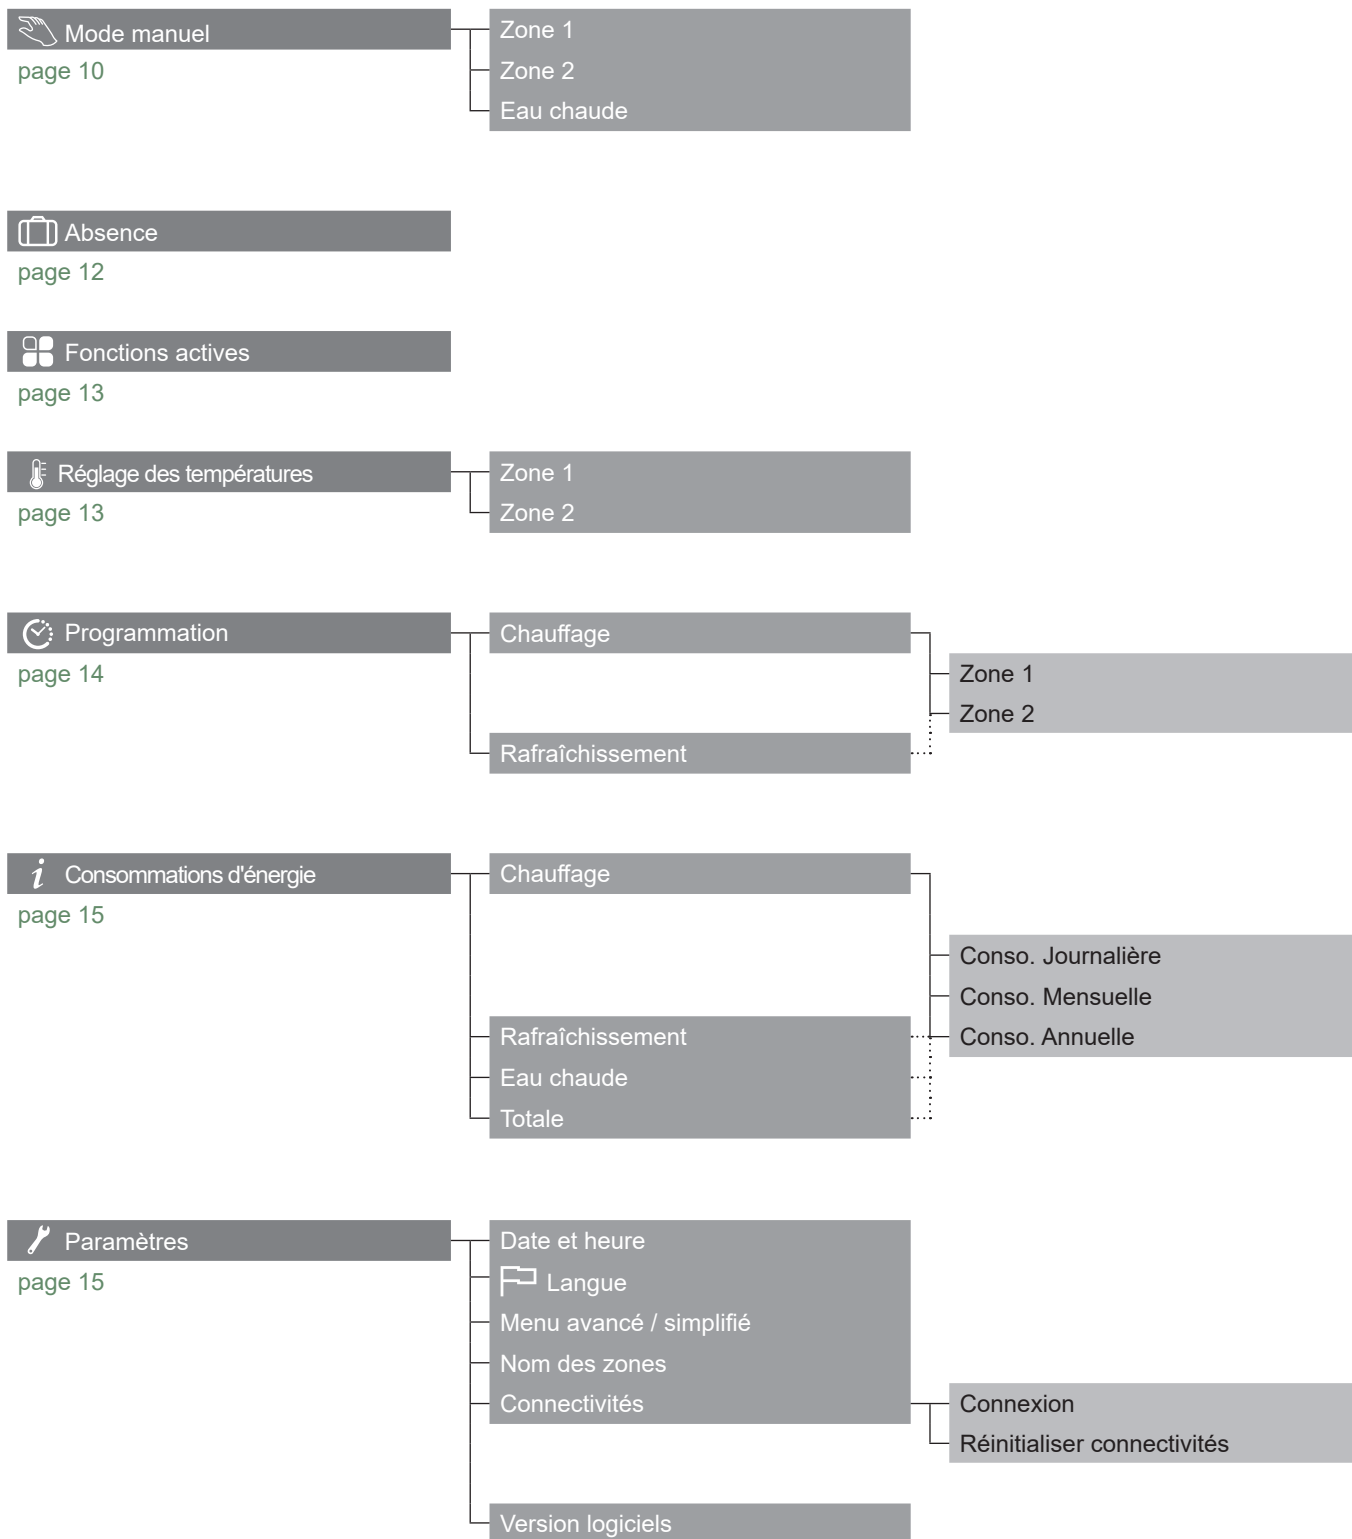 Mode manuel
Zone 1
page 10
Zone 2
Eau chaude
Absence
page 12
Fonctions actives
page 13
Réglage des températures
Zone 1
page 13
Zone 2
Programmation
Chauffage
page 14
Zone 1
Zone 2
Rafraîchissement
Consommations d'énergie
Chauffage
page 15
Conso. Journalière
Conso. Mensuelle
Rafraîchissement
Conso. Annuelle
Eau chaude
Totale
Paramètres
Date et heure
page 15
Langue
Menu avancé / simplifié
Nom des zones
Connectivités
Connexion
Réinitialiser connectivités
Version logiciels